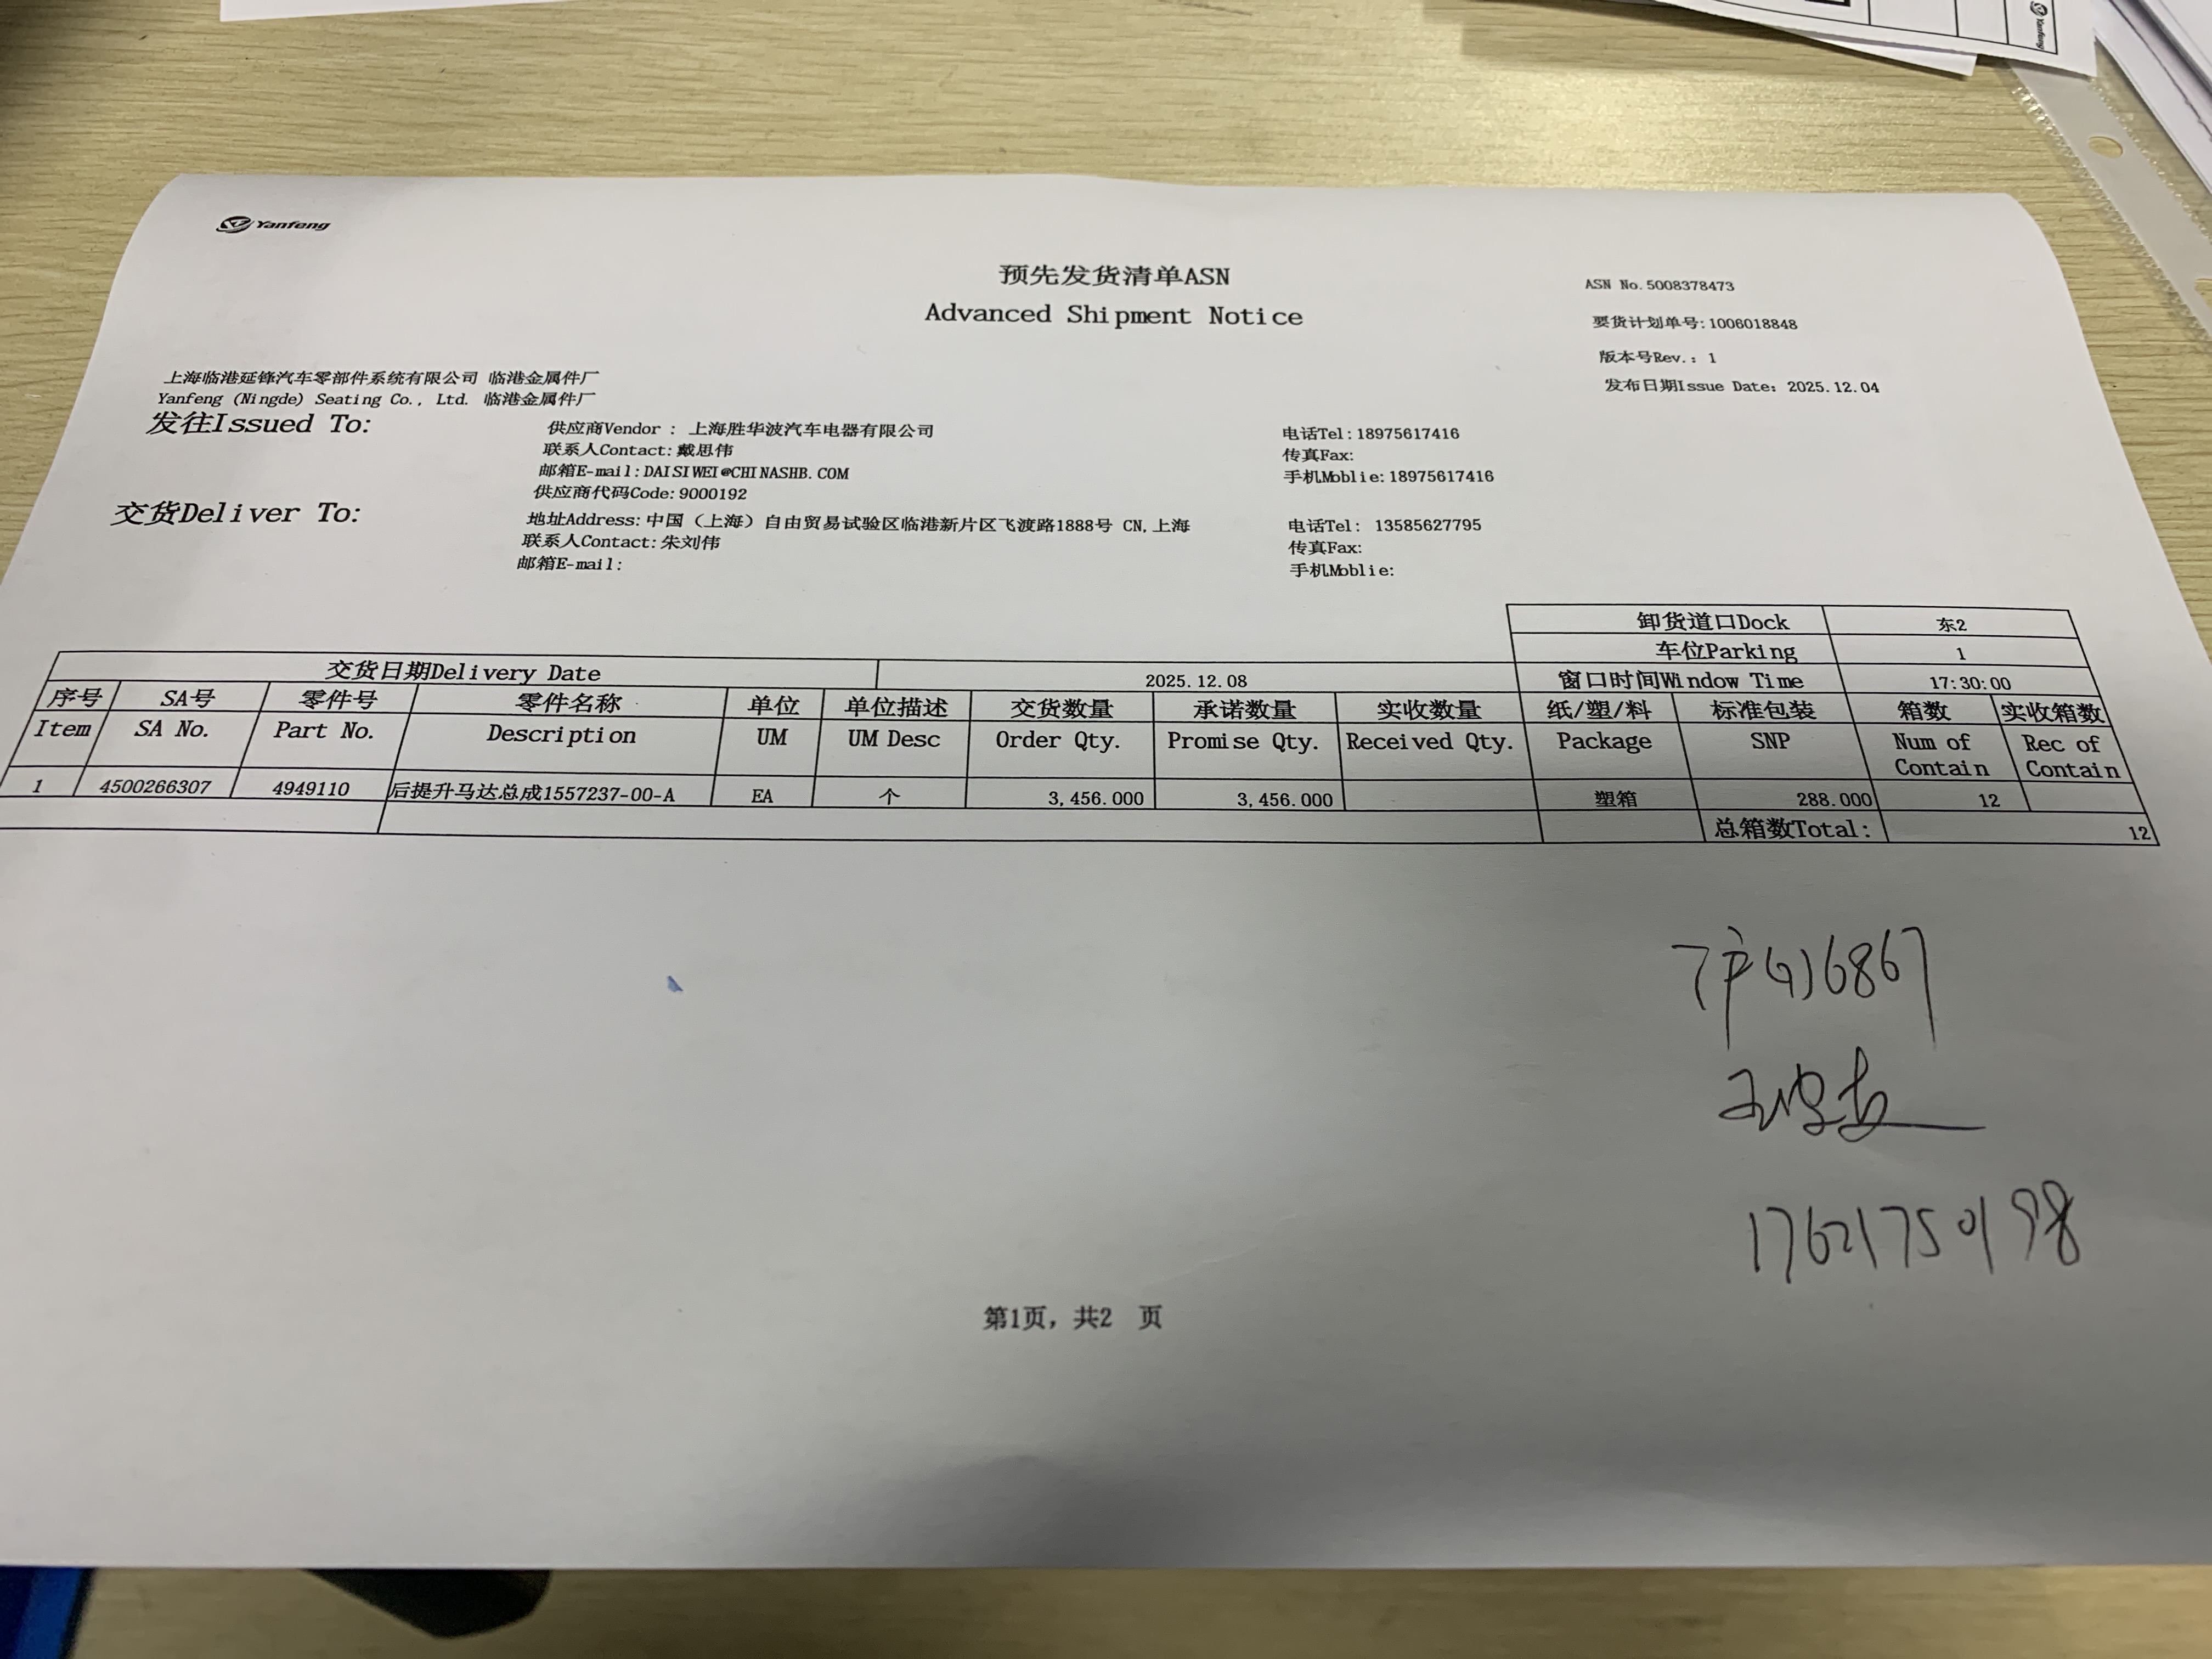 Yanfeng
预先发货清单ASN
Advanced Shipment Notice
ASN No.5008378473
要货计划单号:1006018848
版本号Rev.: 1
发布日期Issue Date: 2025.12.04
上海临港延锋汽车零部件系统有限公司 临港金属件厂
Yanfeng (Ningde) Seating Co., Ltd. 临港金属件厂
发往Issued To:
供应商Vendor : 上海胜华波汽车电器有限公司
联系人Contact:戴思伟
邮箱E-mail:DAISIWEI@CHINASHB.COM
供应商代码Code:9000192
电话Tel:18975617416
传真Fax:
手机Moblie:18975617416
交货Deliver To:
地址Address:中国（上海）自由贸易试验区临港新片区飞渡路1888号 CN,上海
联系人Contact:朱刘伟
邮箱E-mail:
电话Tel: 13585627795
传真Fax:
手机Moblie:
卸货道口Dock 东2
车位Parking 1
交货日期Delivery Date 2025.12.08 窗口时间Window Time 17:30:00
序号 SA号 零件号 零件名称 单位 单位描述 交货数量 承诺数量 实收数量 纸/塑/料 标准包装 箱数 实收箱数
Item SA No. Part No. Description UM UM Desc Order Qty. Promise Qty. Received Qty. Package SNP Num of Contain Rec of Contain
1 4500266307 4949110 后提升马达总成1557237-00-A EA 个 3,456.000 3,456.000 塑箱 288.000 12
总箱数Total: 12
17621750198
第1页, 共2 页
Yanfeng